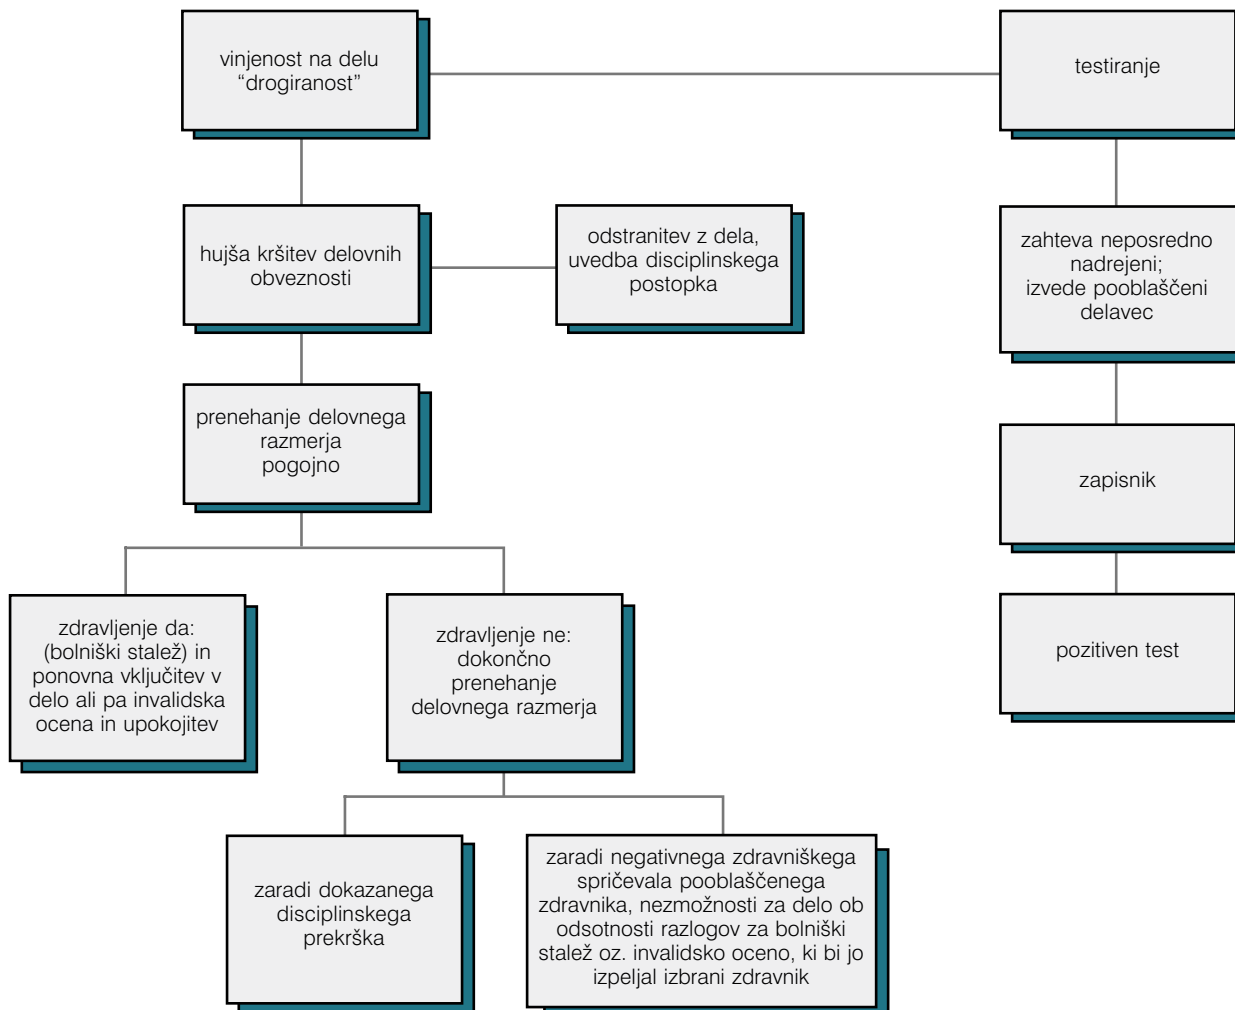 vinjenost na delu
“drogiranost”
testiranje
hujša kršitev delovnih
obveznosti
odstranitev z dela,
uvedba disciplinskega
postopka
zahteva neposredno
nadrejeni;
izvede pooblaščeni
delavec
prenehanje delovnega
razmerja
pogojno
zapisnik
zdravljenje da:
(bolniški stalež) in
ponovna vključitev v
delo ali pa invalidska
ocena in upokojitev
zdravljenje ne:
dokončno
prenehanje
delovnega razmerja
pozitiven test
zaradi dokazanega
disciplinskega
prekrška
zaradi negativnega zdravniškega
spričevala pooblaščenega
zdravnika, nezmožnosti za delo ob
odsotnosti razlogov za bolniški
stalež oz. invalidsko oceno, ki bi jo
izpeljal izbrani zdravnik